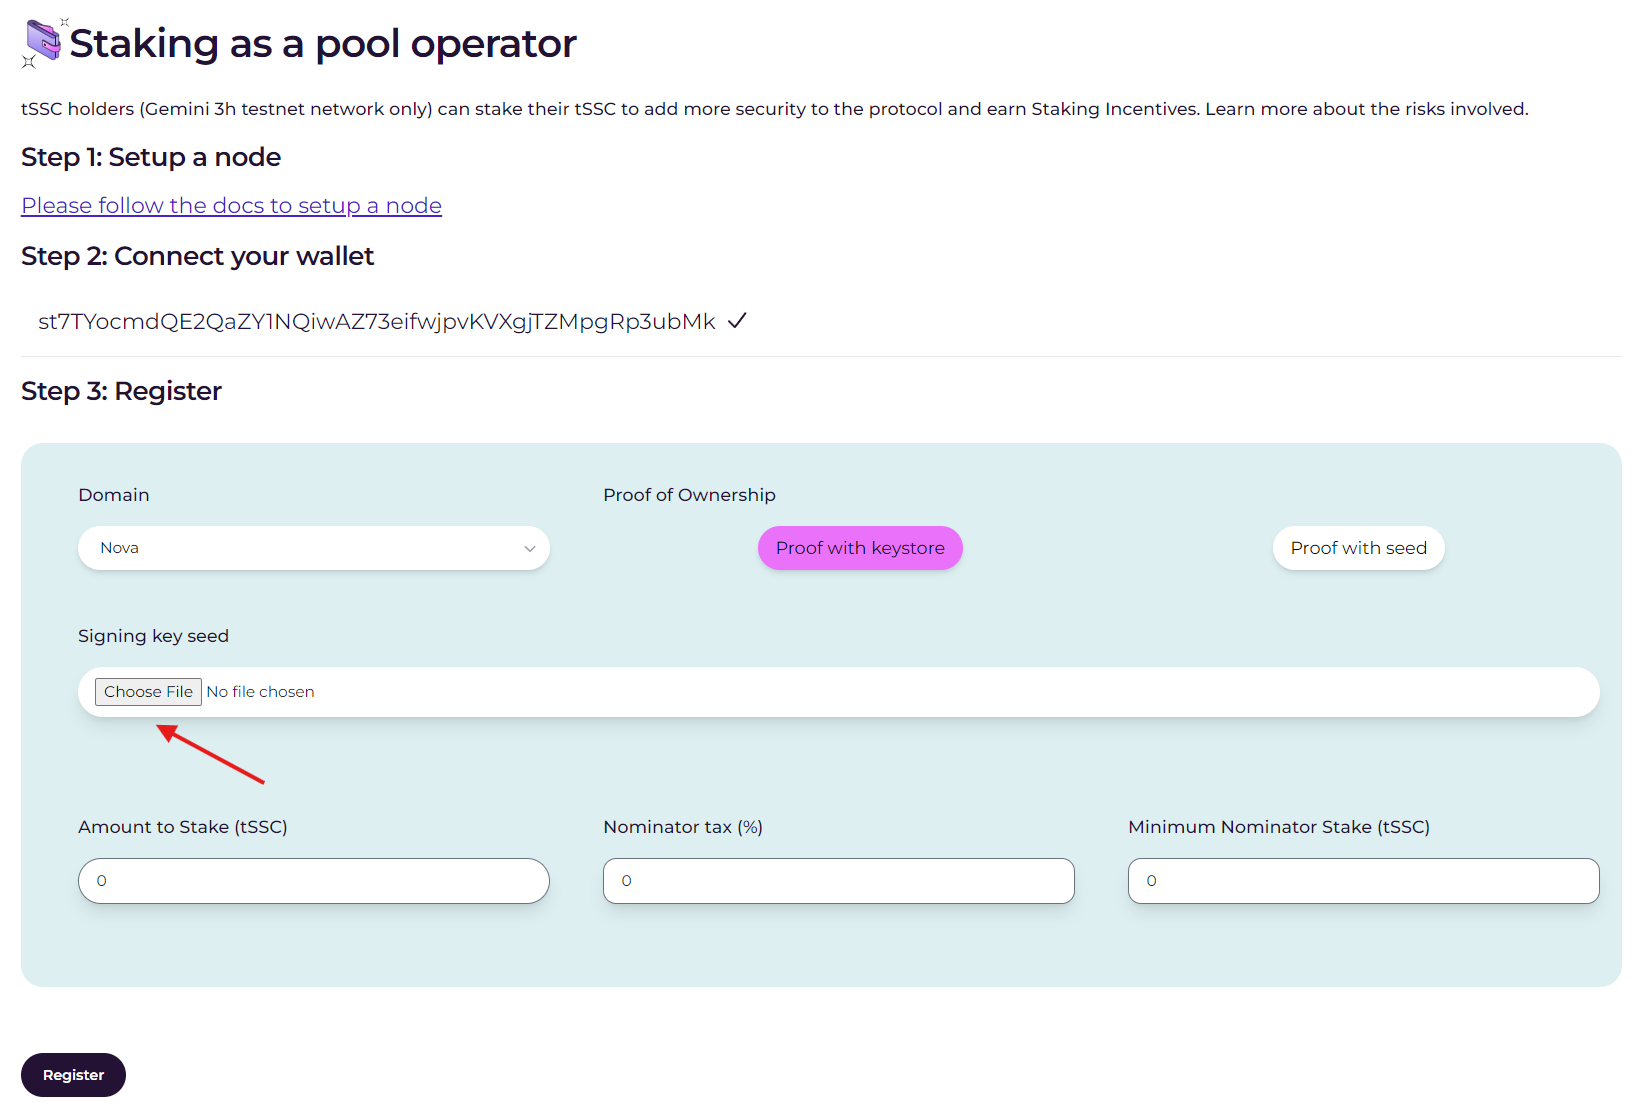 Staking as a pool operator
tSSC holders (Gemini 3h testnet network only) can stake their tSSC to add more security to the protocol and earn Staking Incentives. Learn more about the risks involved.
Step 1: Setup a node
Please follow the docs to setup a node
Step 2: Connect your wallet
st7TYocmdQE2QaZY1NQiwAZ73eifwjpvKVXgjTZMpgRp3ubMk
Step 3: Register
Domain
Proof of Ownership
Nova
Proof with keystore
Proof with seed
Signing key seed
Choose File No file chosen
Amount to Stake (tSSC)
Nominator tax (%)
Minimum Nominator Stake (tSSC)
0
0
0
Register